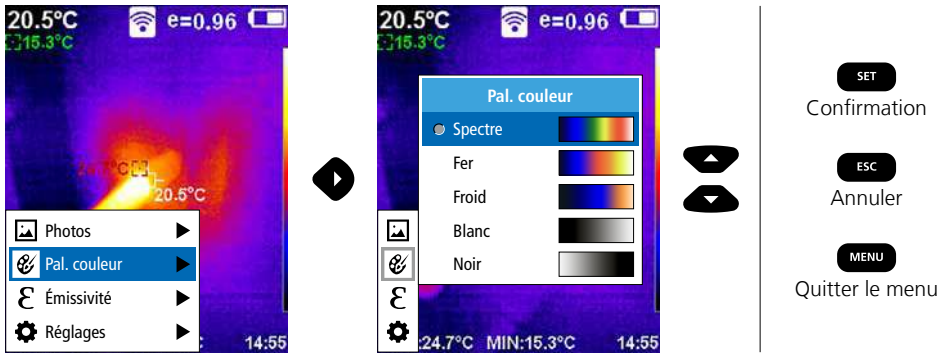 20.5°C e=0.96
15.3°C
20.5°C
Photos
Pal. couleur
Émissivité
Réglages
14:55
20.5°C e=0.96
15.3°C
Pal. couleur
Spectre
Fer
Froid
Blanc
Noir
ε
:24.7°C MIN:15.3°C 14:55
SET
Confirmation
ESC
Annuler
MENU
Quitter le menu